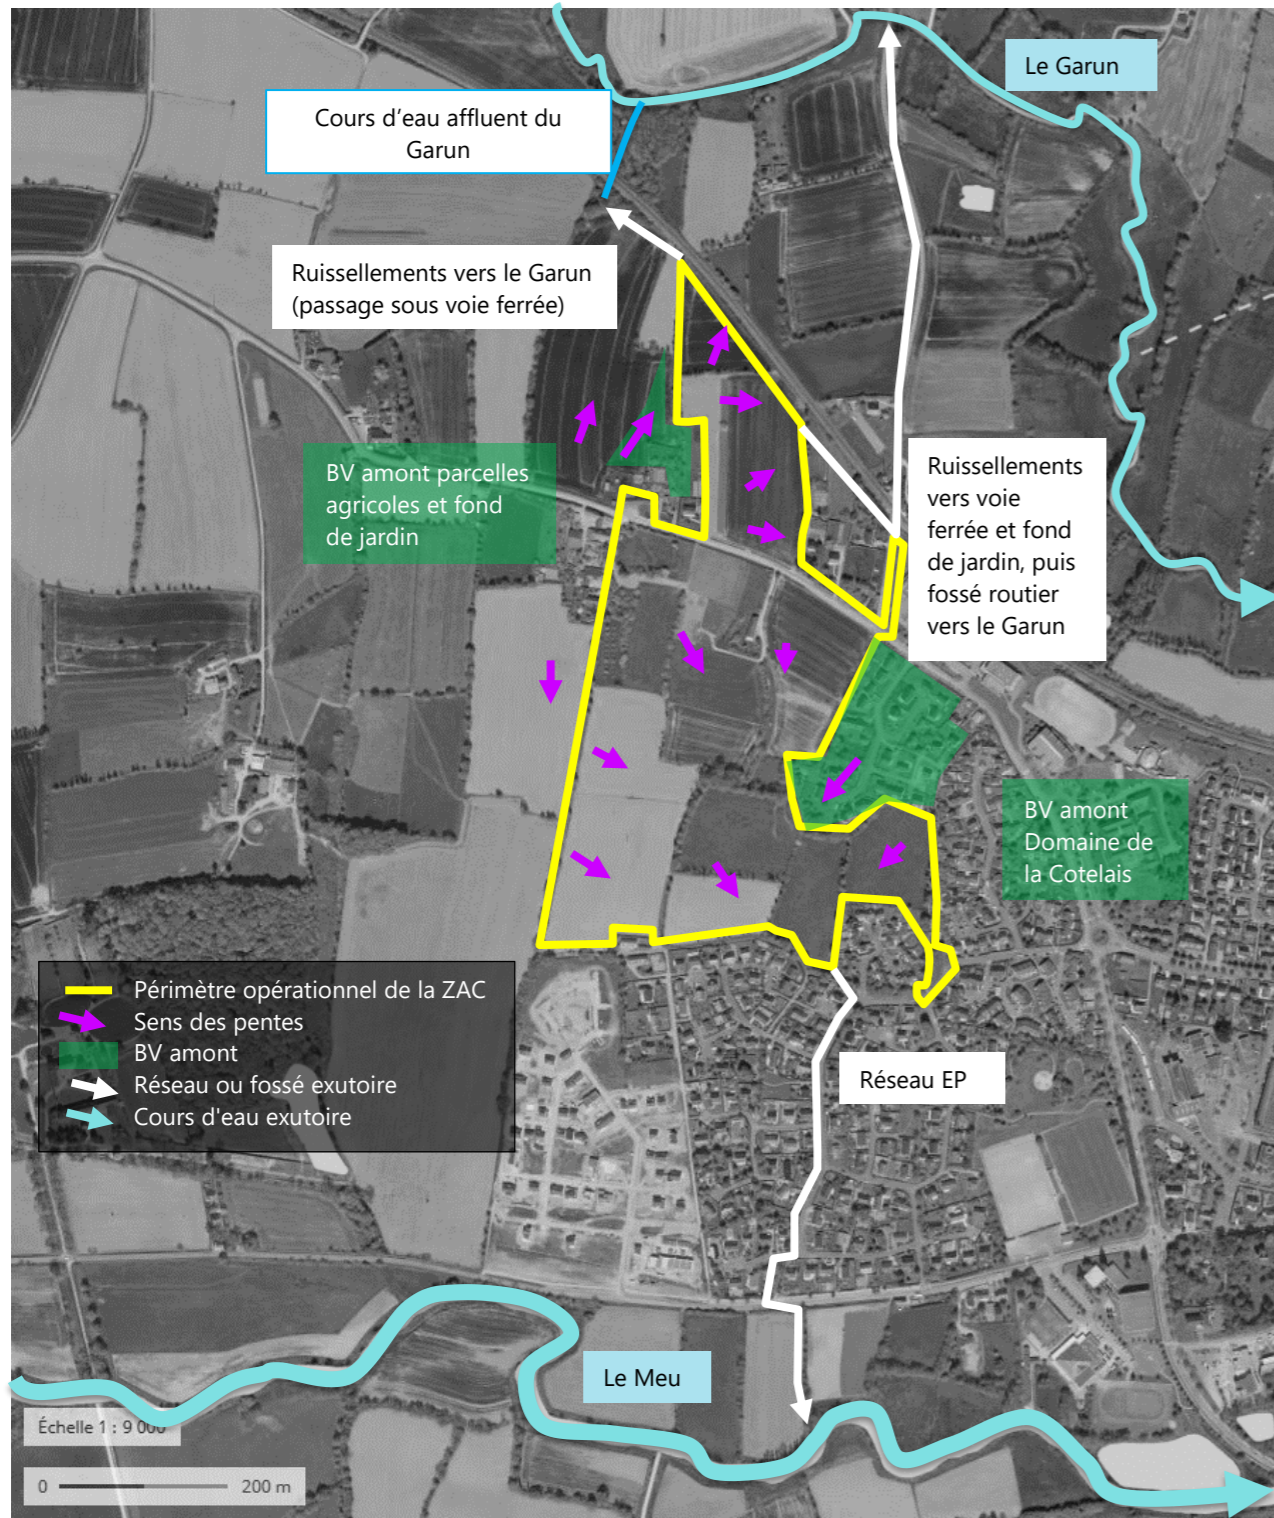 Le Garun
Cours d'eau affluent du
Garun
Ruissellements vers le Garun
(passage sous voie ferrée)
BV amont parcelles
agricoles et fond
de jardin
Ruissellements
vers voie
ferrée et fond
de jardin, puis
fossé routier
vers le Garun
BV amont
Domaine de
la Cotelais
Périmètre opérationnel de la ZAC
Sens des pentes
BV amont
Réseau ou fossé exutoire
Cours d'eau exutoire
Réseau EP
Le Meu
Échelle 1 : 9 000
0 200 m